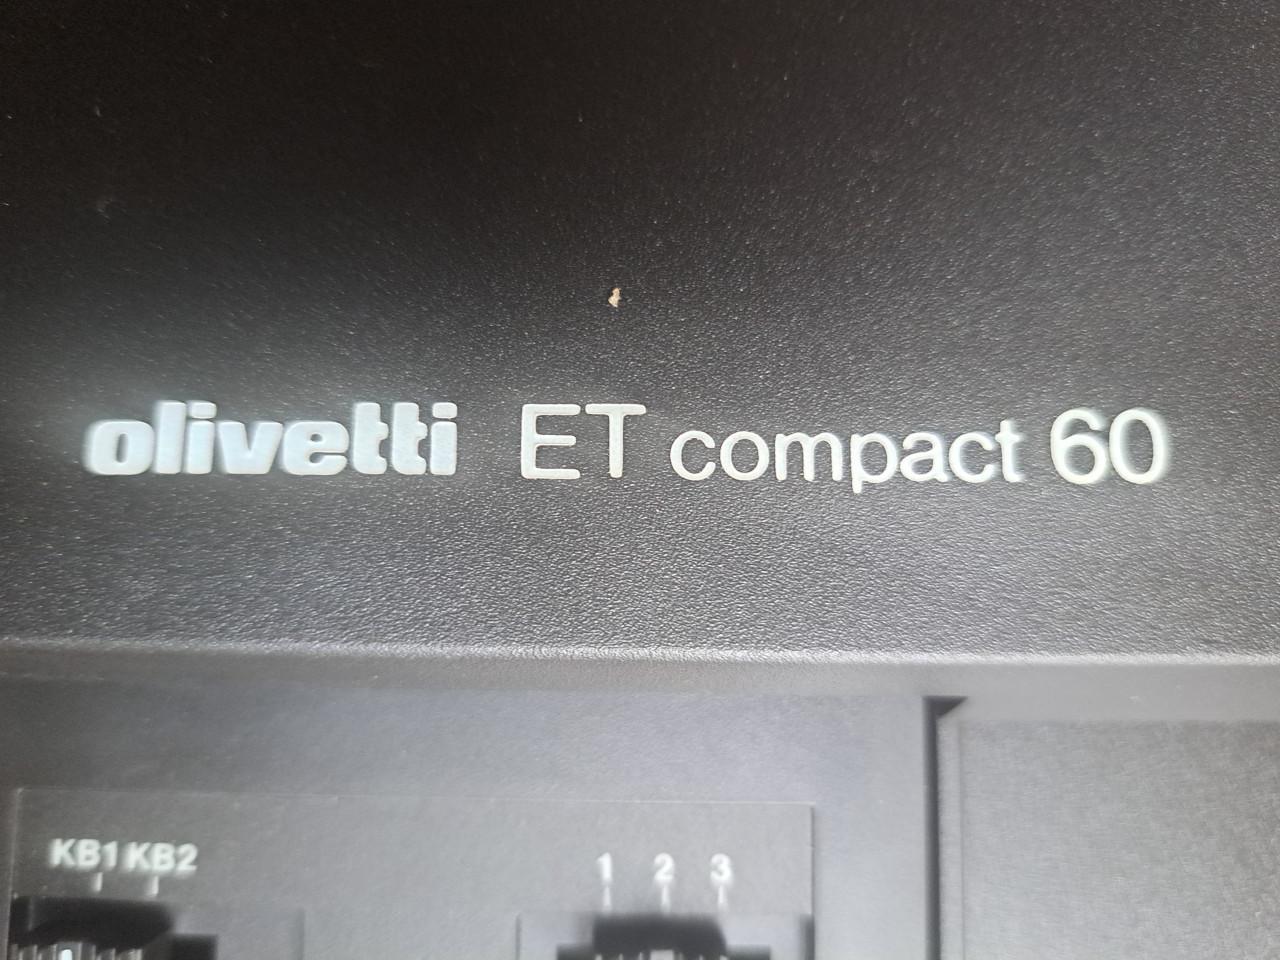 olivetti ET compact 60
KB1 KB2
1 2 3